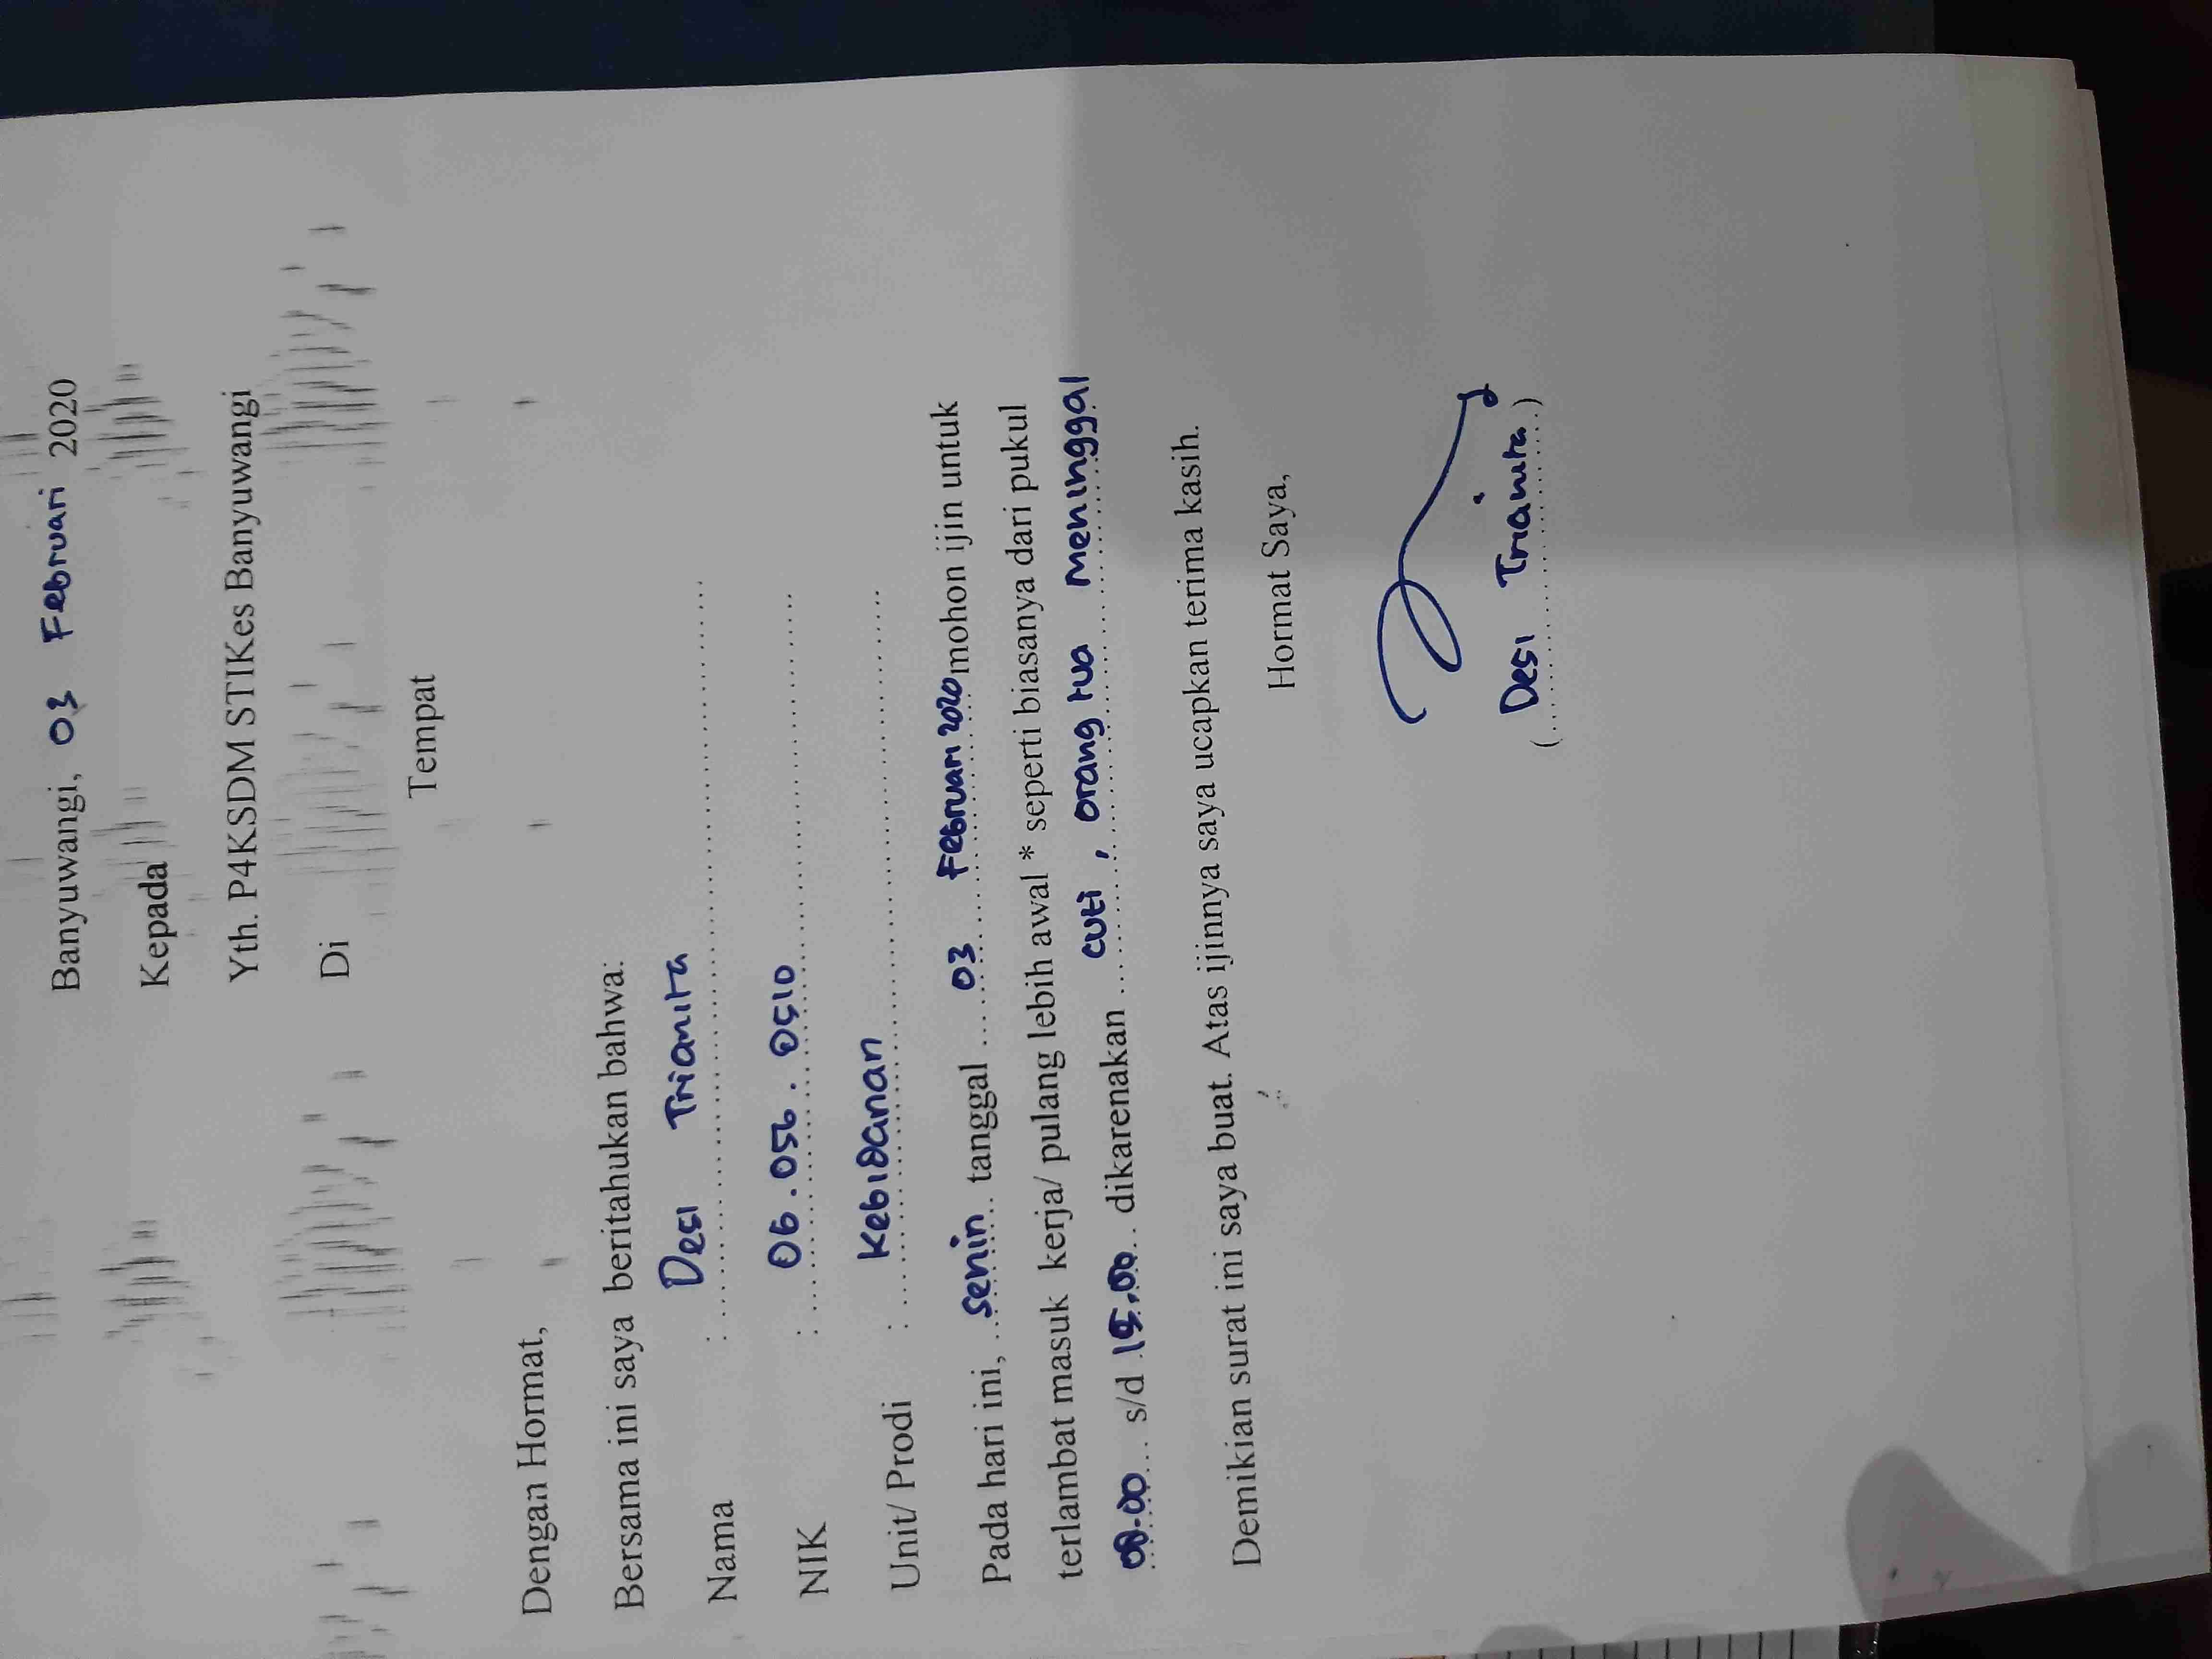 Banyuwangi, 03 Februari 2020
Kepada
Yth. P4KSDM STIKes Banyuwangi
Di
Tempat
Dengan Hormat,
Bersama ini saya beritahukan bahwa:
Nama : Desi Trianita
NIK : 06.056.0510
Unit/ Prodi : Kebidanan
Pada hari ini, senin tanggal 03 Februari 2020 mohon ijin untuk
terlambat masuk kerja/ pulang lebih awal * seperti biasanya dari pukul
08.00 s/d 15.00 dikarenakan cuti, orang tua meninggal
Demikian surat ini saya buat. Atas ijinnya saya ucapkan terima kasih.
Hormat Saya,
(Desi Trianita)